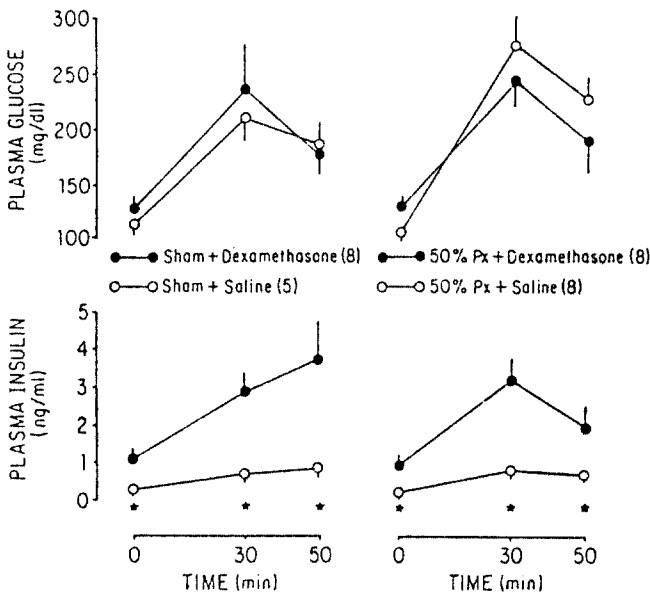 PLASMA GLUCOSE
(mg/dl)
300
250
200
150
100
Sham + Dexamethasone (8)
Sham + Saline (5)
50% Px + Dexamethasone (8)
50% Px + Saline (8)
PLASMA INSULIN
(ng/ml)
5
4
3
2
1
0
★ ★ ★ ★ ★ ★
0 30 50 0 30 50
TIME (min) TIME (min)